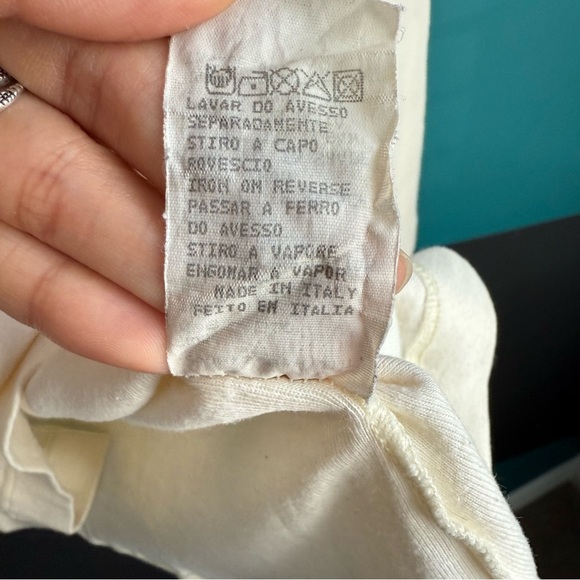 LAVAR DO AVESSO
SEPARADAMENTE
STIRO A CAPO
ROVESCIO
IRON ON REVERSE
PASSAR A FERRO
DO AVESSO
STIRO A VAPORE
ENGOMAR A VAPOR
MADE IN ITALY
FEITO EM ITALIA